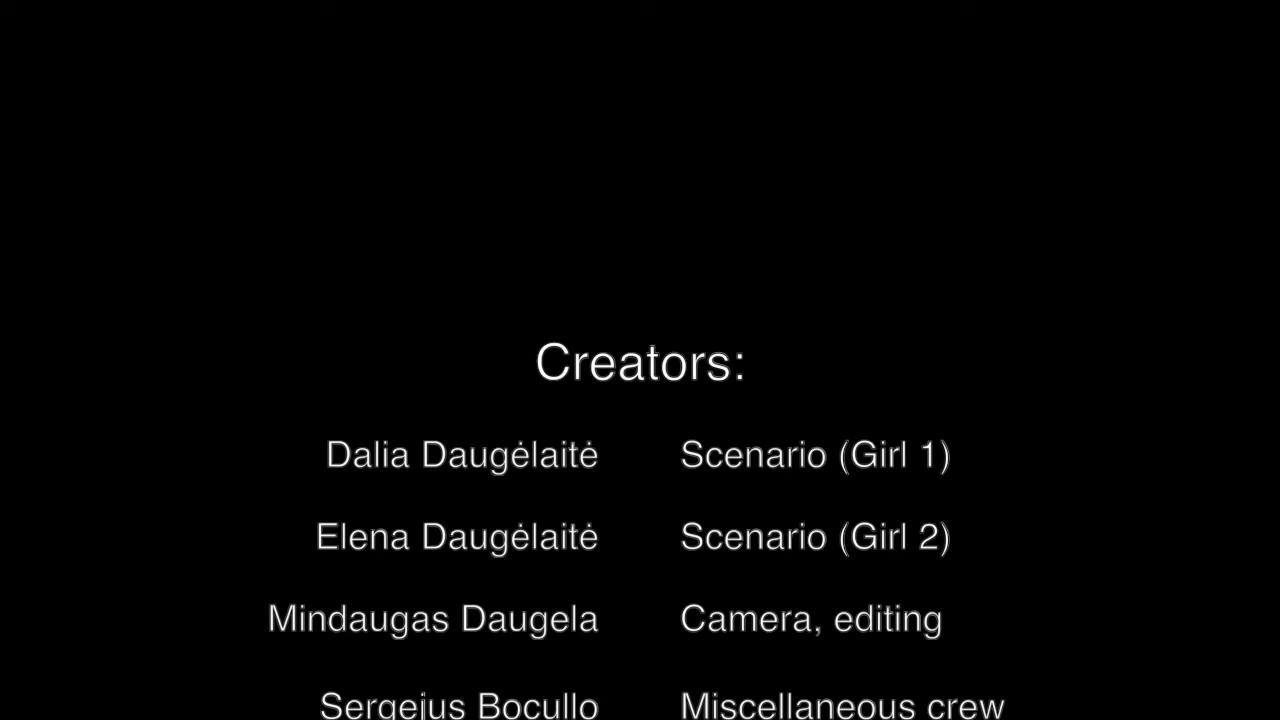 Creators:
Dalia Daugėlaitė Scenario (Girl 1)
Elena Daugėlaitė Scenario (Girl 2)
Mindaugas Daugela Camera, editing
Sergejus Bocullo Miscellaneous crew